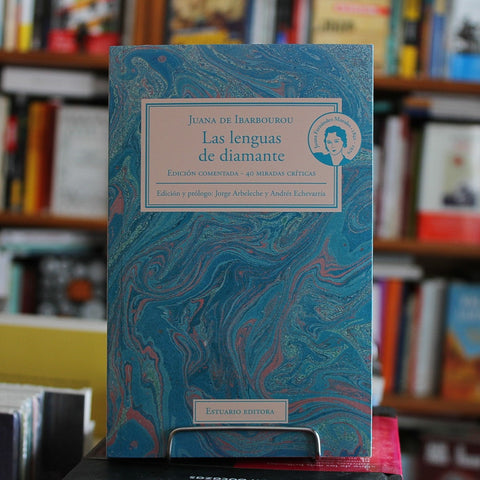 Juana de Ibarbourou
Las lenguas
de diamante
Edición comentada - 40 miradas críticas
Edición y prólogo: Jorge Arbeleche y Andrés Echevarría
Estuario editora